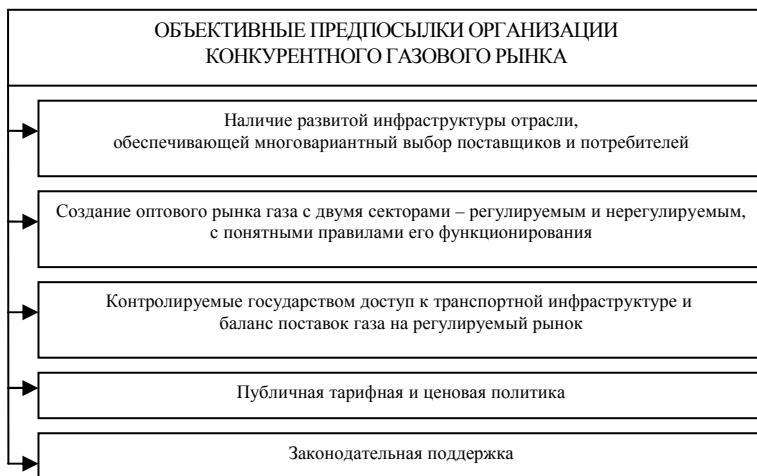 ОБЪЕКТИВНЫЕ ПРЕДПОСЫЛКИ ОРГАНИЗАЦИИ
КОНКУРЕНТНОГО ГАЗОВОГО РЫНКА
Наличие развитой инфраструктуры отрасли,
обеспечивающей многовариантный выбор поставщиков и потребителей
Создание оптового рынка газа с двумя секторами – регулируемым и нерегулируемым,
с понятными правилами его функционирования
Контролируемые государством доступ к транспортной инфраструктуре и
баланс поставок газа на регулируемый рынок
Публичная тарифная и ценовая политика
Законодательная поддержка